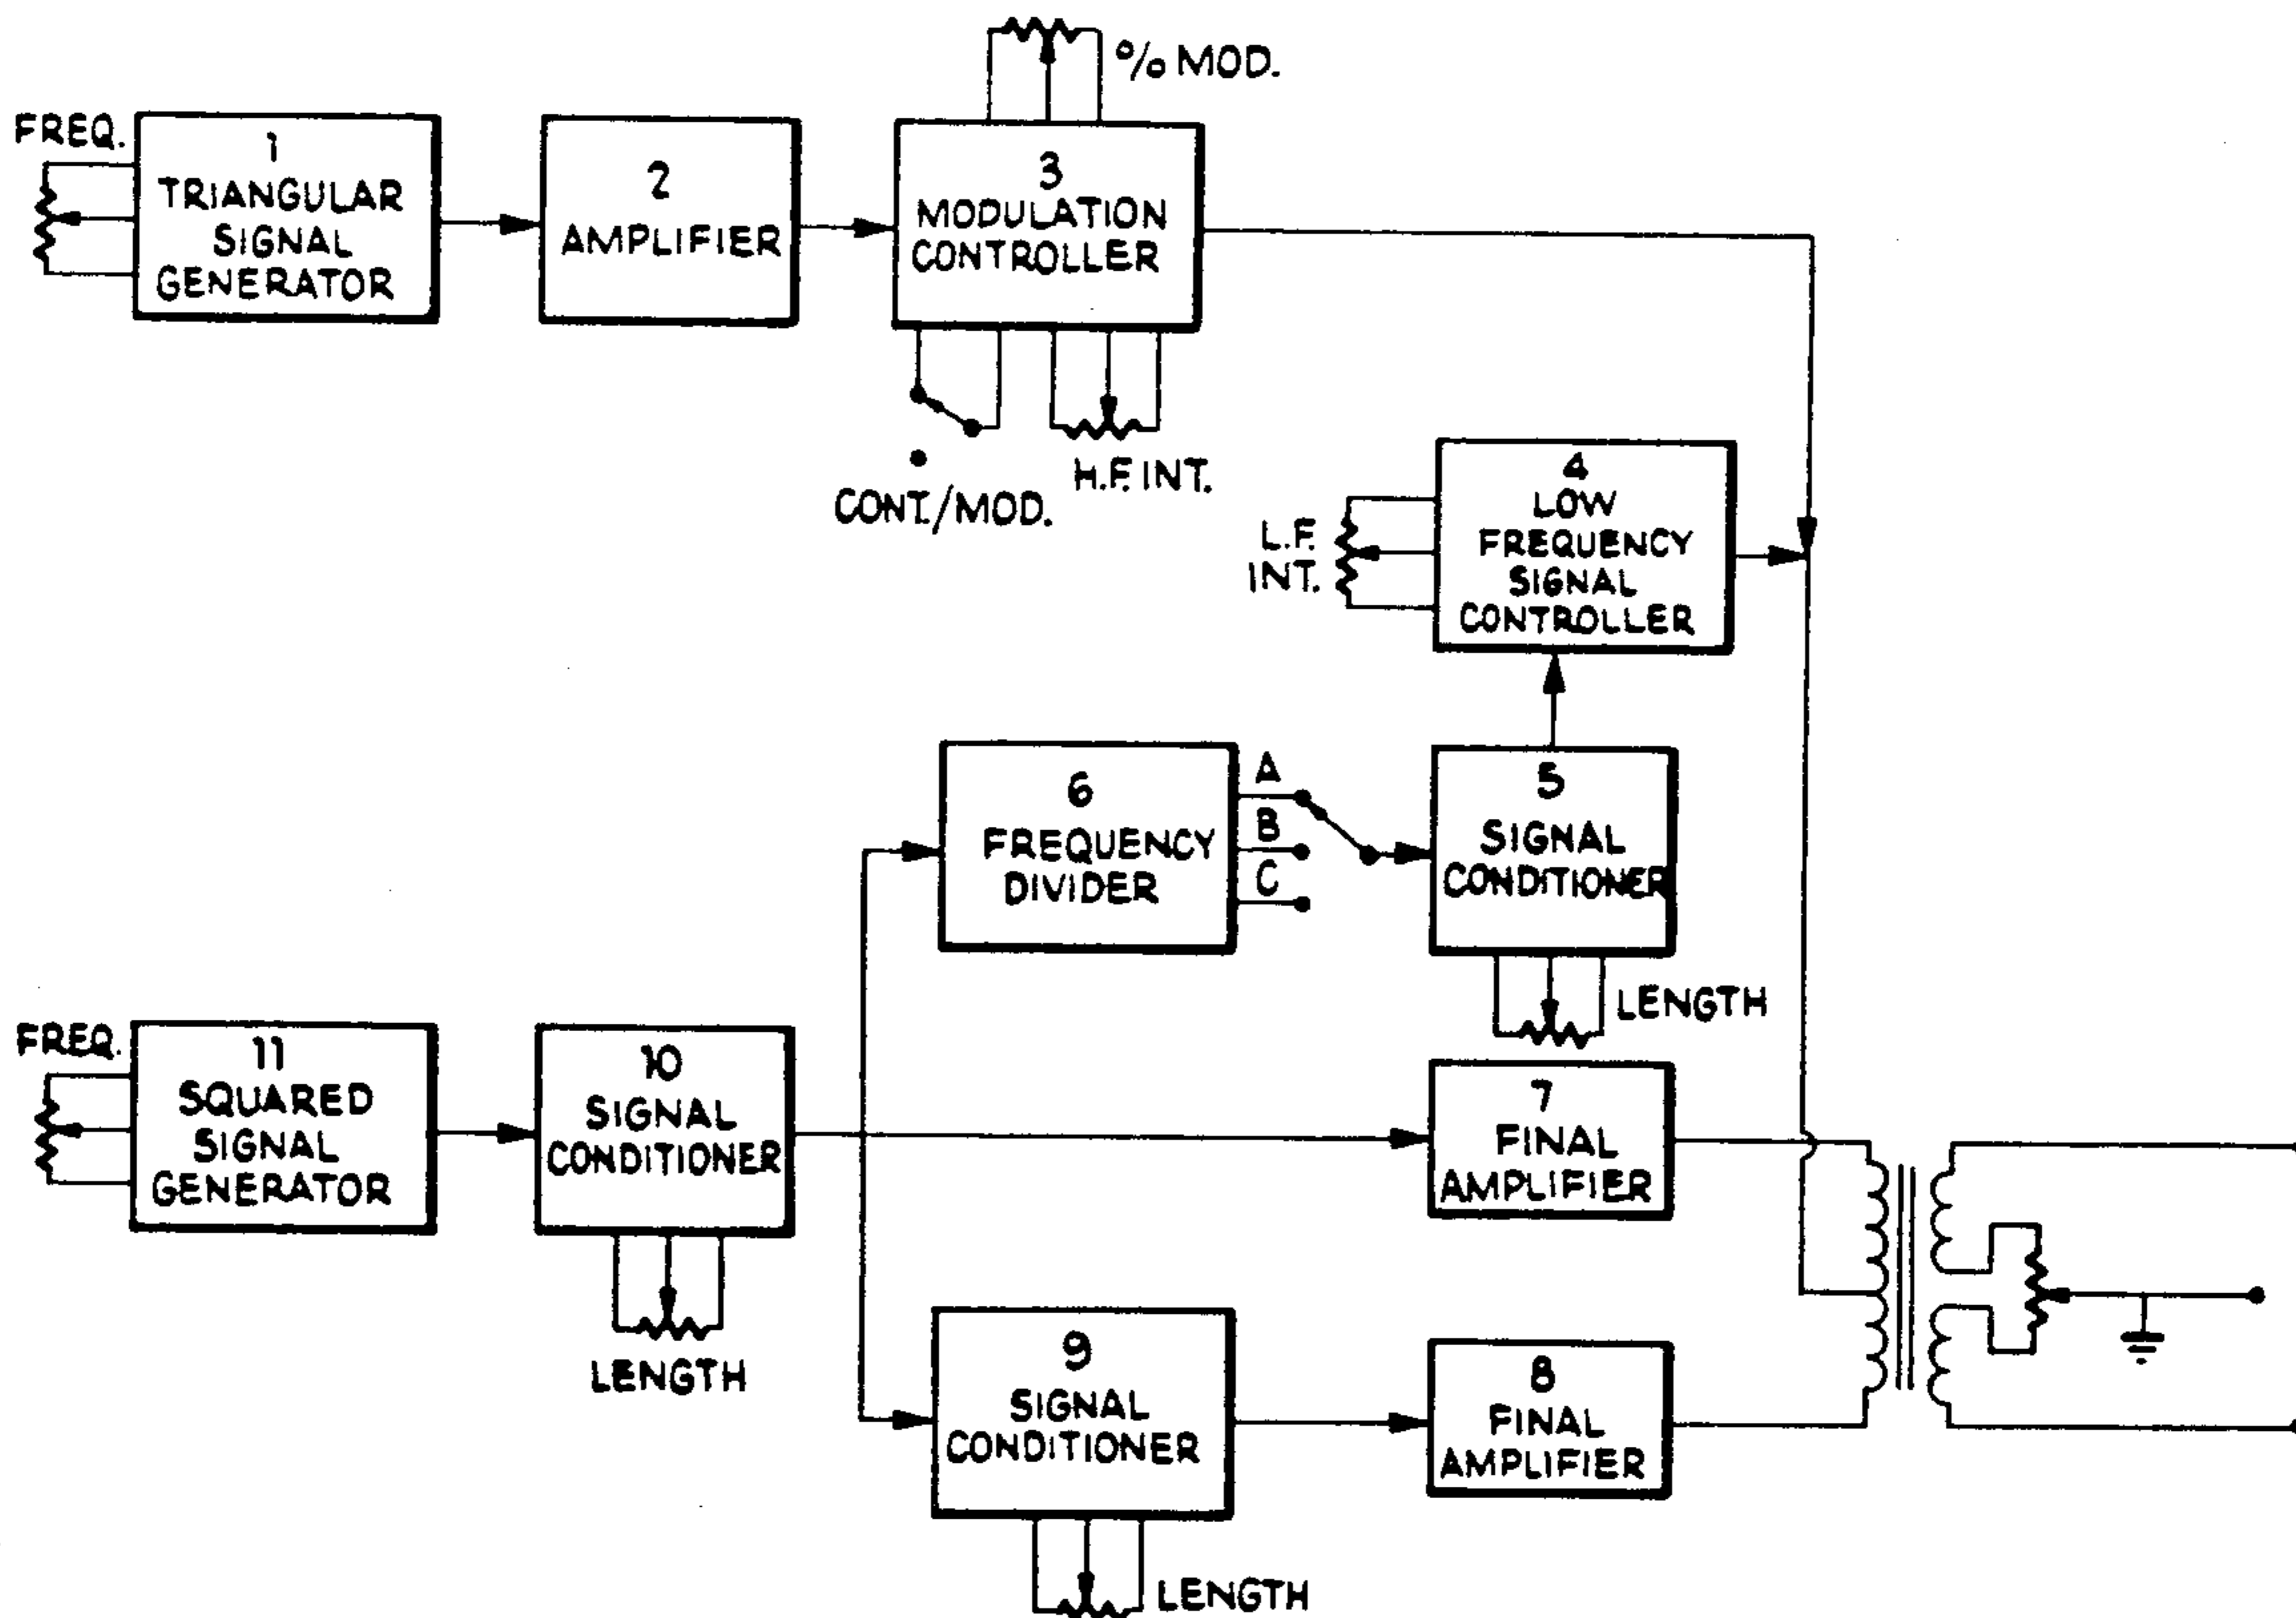 % MOD.
FREQ.
1
TRIANGULAR
SIGNAL
GENERATOR
2
AMPLIFIER
3
MODULATION
CONTROLLER
CONT./MOD.
H.F. INT.
4
LOW
FREQUENCY
SIGNAL
CONTROLLER
L.F.
INT.
6
FREQUENCY
DIVIDER
A
B
C
5
SIGNAL
CONDITIONER
LENGTH
FREQ.
11
SQUARED
SIGNAL
GENERATOR
10
SIGNAL
CONDITIONER
LENGTH
7
FINAL
AMPLIFIER
9
SIGNAL
CONDITIONER
LENGTH
8
FINAL
AMPLIFIER